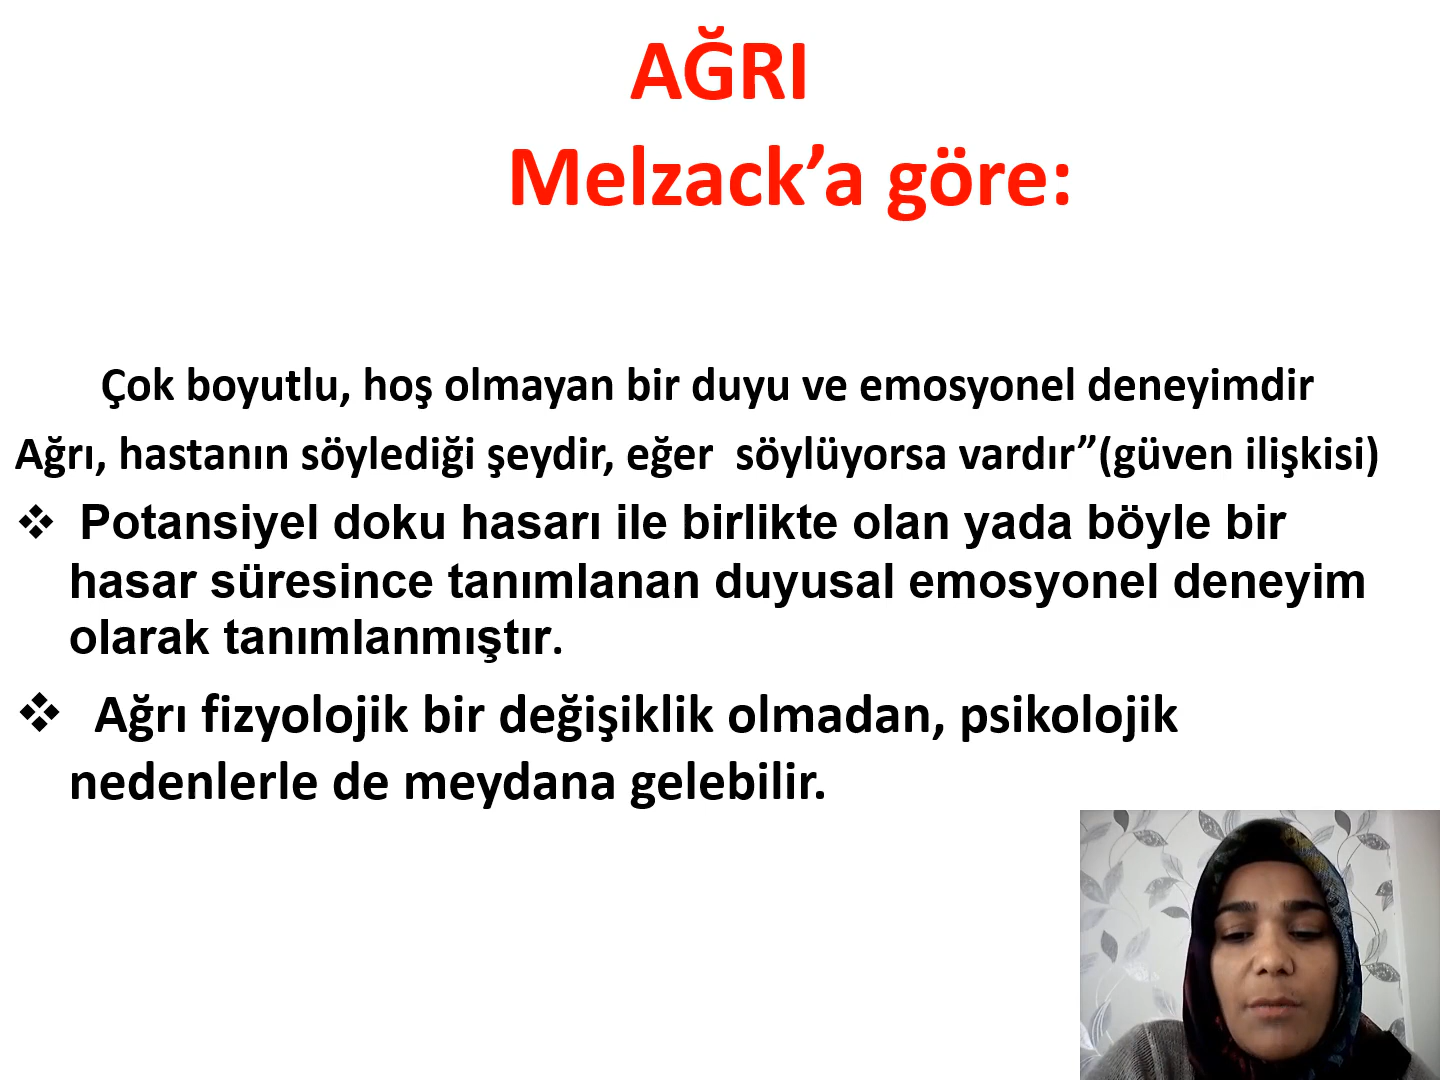 AĞRI
Melzack’a göre:
Çok boyutlu, hoş olmayan bir duyu ve emosyonel deneyimdir
Ağrı, hastanın söylediği şeydir, eğer  söylüyorsa vardır”(güven ilişkisi)
❖ Potansiyel doku hasarı ile birlikte olan yada böyle bir
hasar süresince tanımlanan duyusal emosyonel deneyim
olarak tanımlanmıştır.
❖ Ağrı fizyolojik bir değişiklik olmadan, psikolojik
nedenlerle de meydana gelebilir.